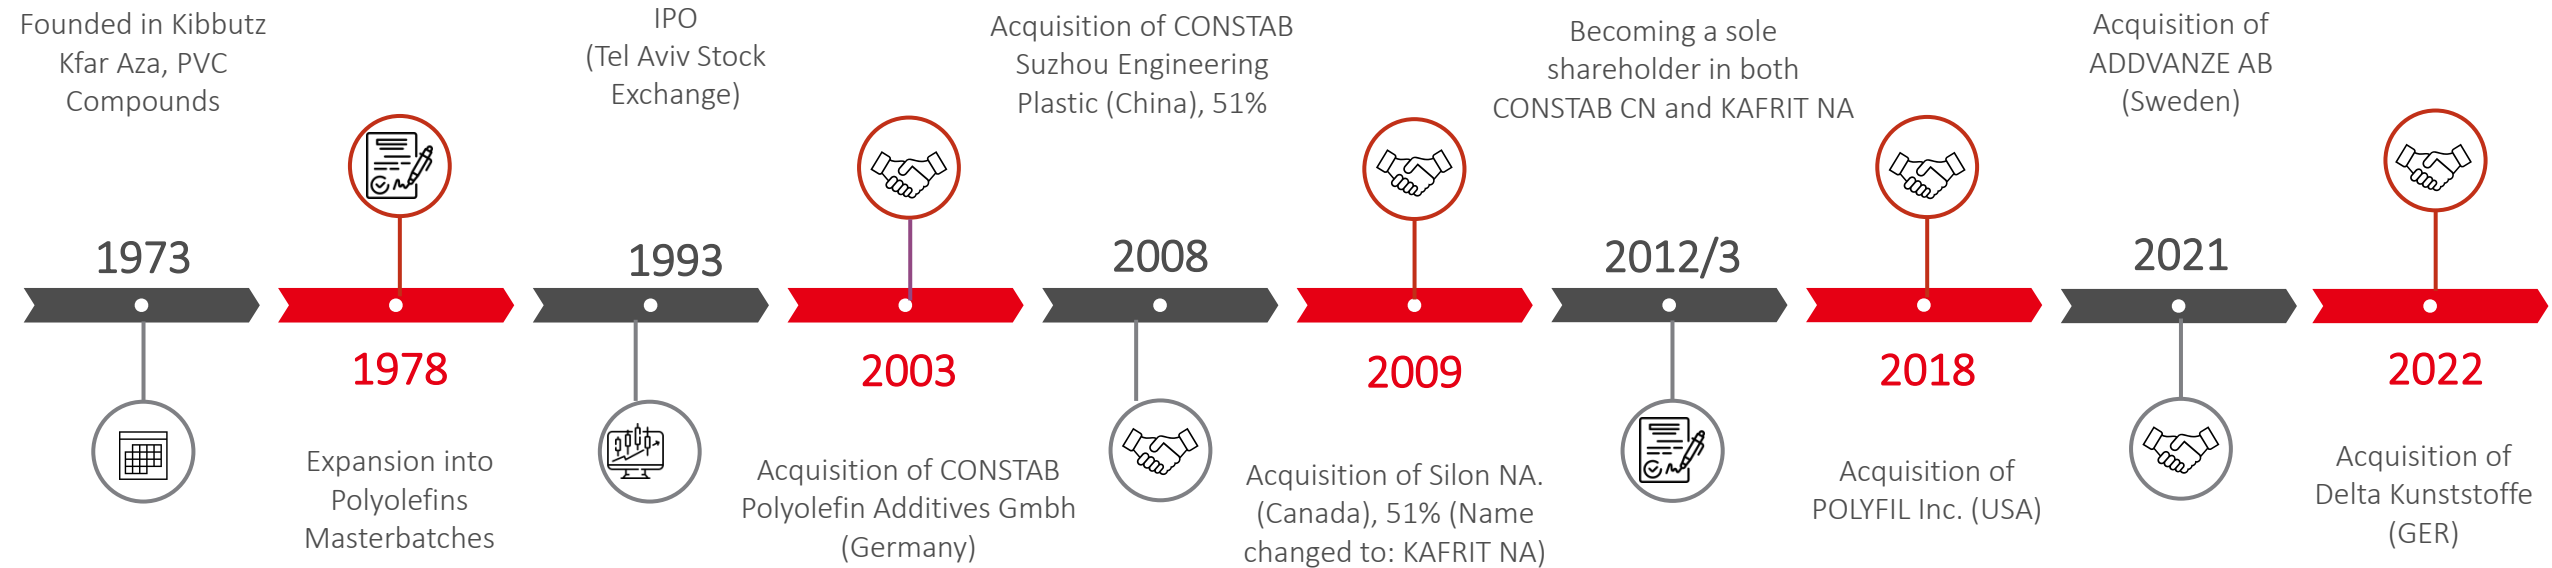 Founded in Kibbutz
Kfar Aza, PVC
Compounds
1973
1978
Expansion into
Polyolefins
Masterbatches
IPO
(Tel Aviv Stock
Exchange)
1993
2003
Acquisition of CONSTAB
Polyolefin Additives Gmbh
(Germany)
Acquisition of CONSTAB
Suzhou Engineering
Plastic (China), 51%
2008
2009
Acquisition of Silon NA.
(Canada), 51% (Name
changed to: KAFRIT NA)
Becoming a sole
shareholder in both
CONSTAB CN and KAFRIT NA
2012/3
2018
Acquisition of
POLYFIL Inc. (USA)
Acquisition of
ADDVANZE AB
(Sweden)
2021
2022
Acquisition of
Delta Kunststoffe
(GER)